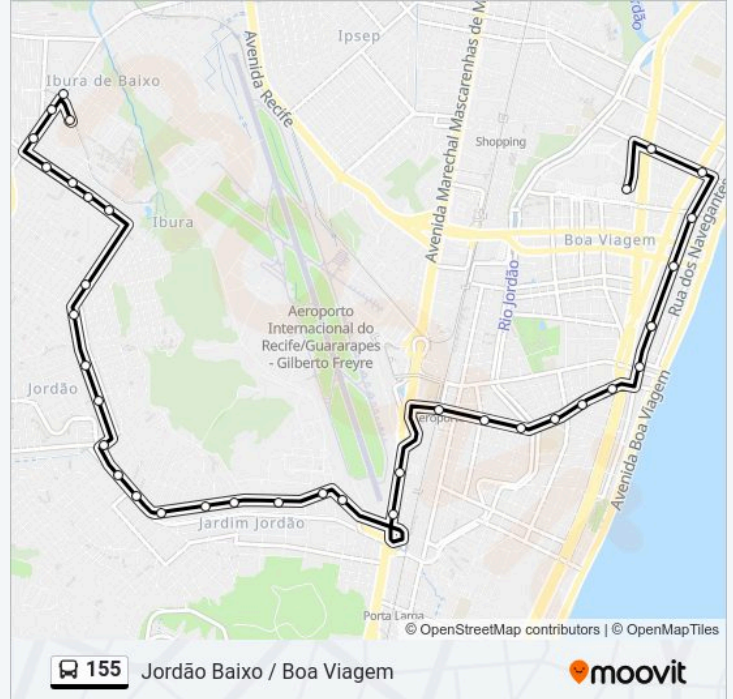 Jordão
Ipsep
Ibura de Baixo
Avenida Recife
Avenida Marechal Mascarenhas de M
Shopping
Ibura
Boa Viagem
Rua dos Navegantes
Rio Jordão
Aeroporto
Internacional do
Recife/Guararapes
- Gilberto Freyre
Jordão
Aeroporto
Avenida Boa Viagem
Jardim Jordão
Porta Larga
© OpenStreetMap contributors | © OpenMapTiles
155 Jordão Baixo / Boa Viagem
moovit